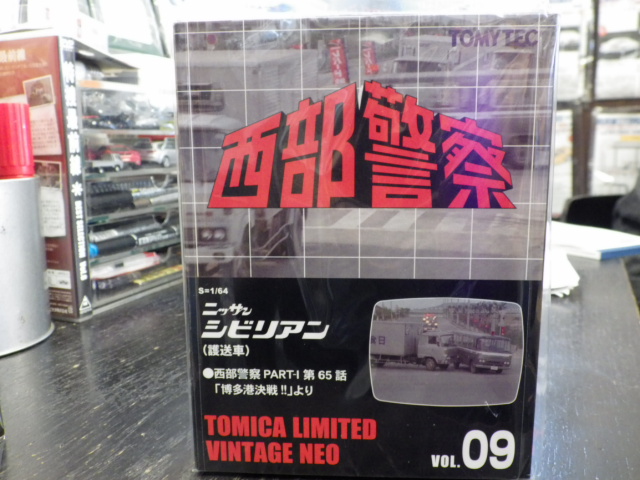 TOMYTEC
西部警察
S=1/64
ニッサン
シビリアン
(護送車)
●西部警察 PART-I 第65話
「博多港決戦!!」より
TOMICA LIMITED
VINTAGE NEO
VOL.09